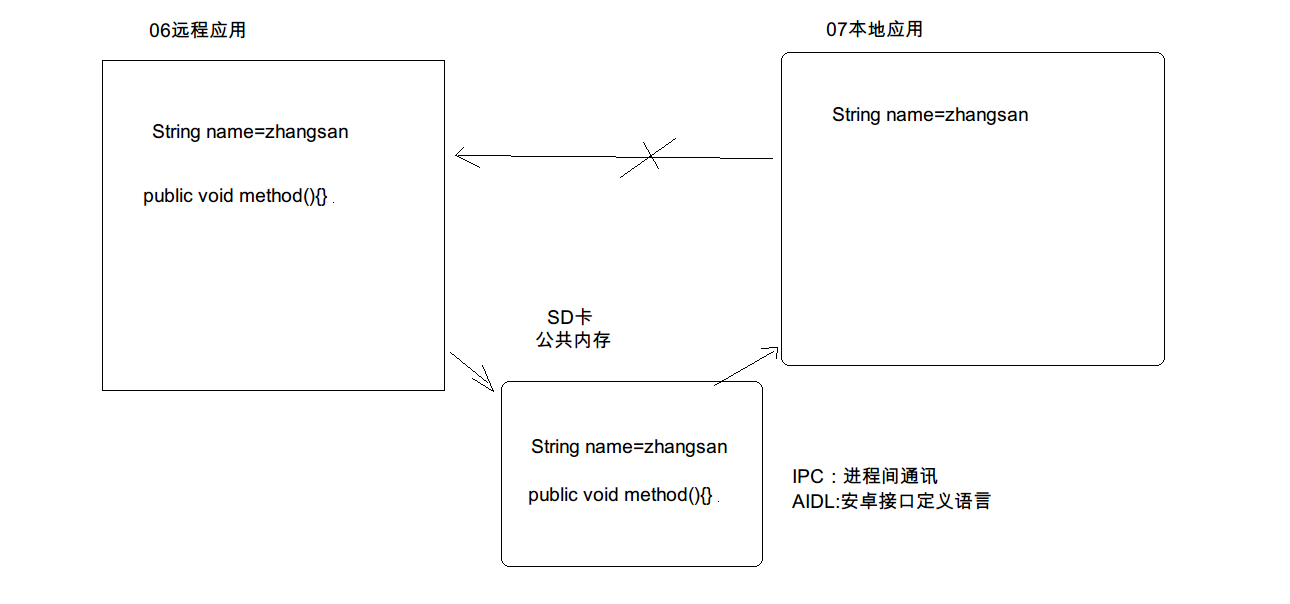 06远程应用
07本地应用
String name=zhangsan
public void method(){} .
String name=zhangsan
SD卡
公共内存
String name=zhangsan
public void method(){} .
IPC：进程间通讯
AIDL:安卓接口定义语言